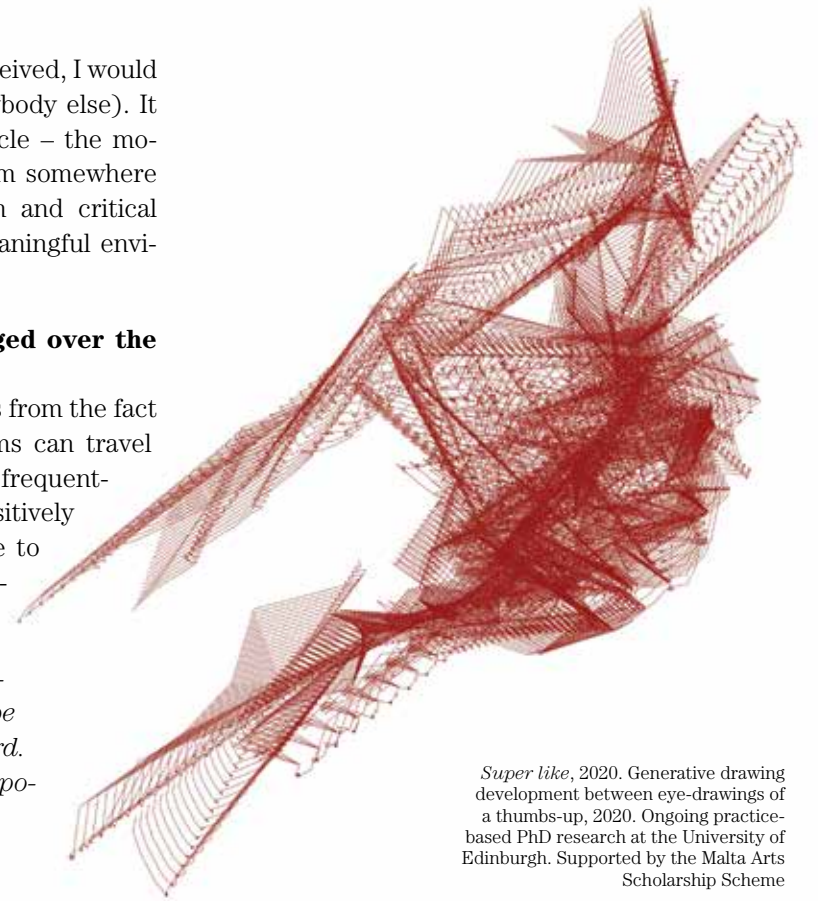 ceived, I would
body else). It
cle – the mo-
m somewhere
n and critical
aningful envi-
ged over the
s from the fact
ns can travel
frequent-
sitively
e to
-
-
be
rd.
po-
Super like, 2020. Generative drawing
development between eye-drawings of
a thumbs-up, 2020. Ongoing practice-
based PhD research at the University of
Edinburgh. Supported by the Malta Arts
Scholarship Scheme